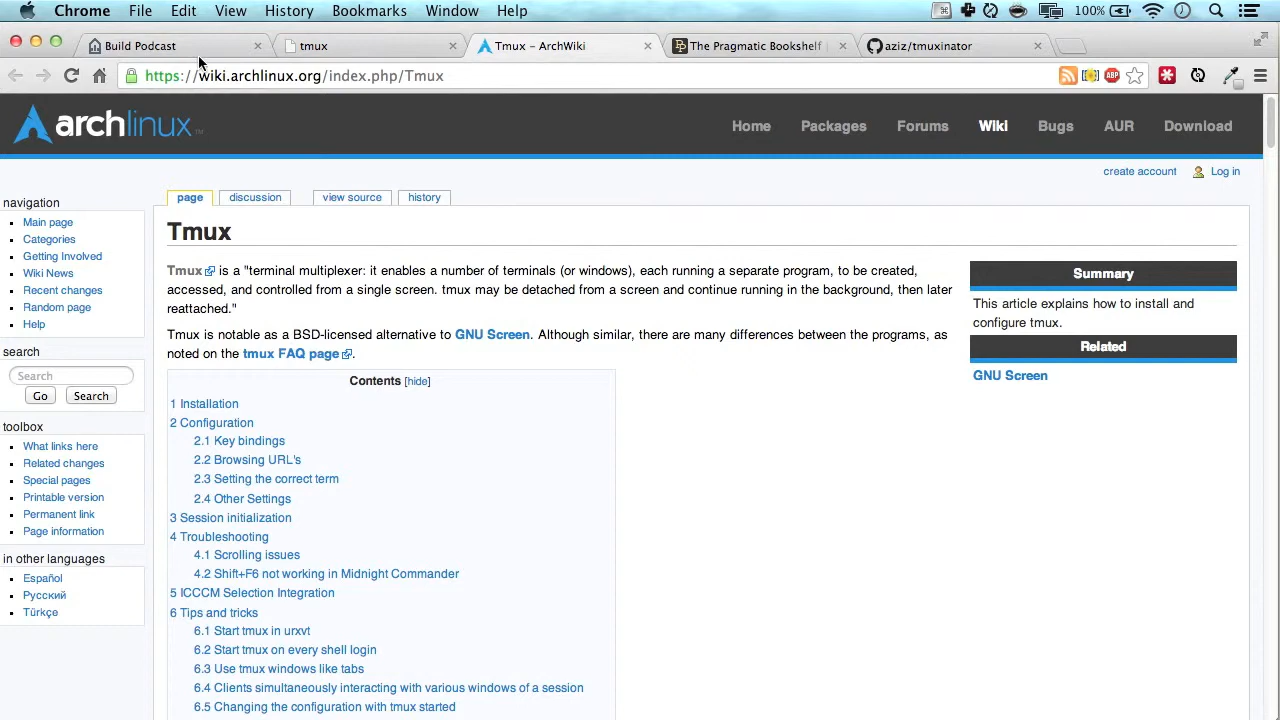 Chrome File Edit View History Bookmarks Window Help 100%
Build Podcast tmux Tmux - ArchWiki The Pragmatic Bookshelf aziz/tmuxinator
https://wiki.archlinux.org/index.php/Tmux ABP
archlinux Home Packages Forums Wiki Bugs AUR Download
create account Log in
page discussion view source history
navigation
Main page
Categories
Getting Involved
Wiki News
Recent changes
Random page
Help
search
Search
Go Search
toolbox
What links here
Related changes
Special pages
Printable version
Permanent link
Page information
in other languages
Español
Русский
Türkçe
Tmux
Tmux is a "terminal multiplexer: it enables a number of terminals (or windows), each running a separate program, to be created,
accessed, and controlled from a single screen. tmux may be detached from a screen and continue running in the background, then later
reattached."
Tmux is notable as a BSD-licensed alternative to GNU Screen. Although similar, there are many differences between the programs, as
noted on the tmux FAQ page.
Contents [hide]
1 Installation
2 Configuration
2.1 Key bindings
2.2 Browsing URL's
2.3 Setting the correct term
2.4 Other Settings
3 Session initialization
4 Troubleshooting
4.1 Scrolling issues
4.2 Shift+F6 not working in Midnight Commander
5 ICCCM Selection Integration
6 Tips and tricks
6.1 Start tmux in urxvt
6.2 Start tmux on every shell login
6.3 Use tmux windows like tabs
6.4 Clients simultaneously interacting with various windows of a session
6.5 Changing the configuration with tmux started
Summary
This article explains how to install and
configure tmux.
Related
GNU Screen